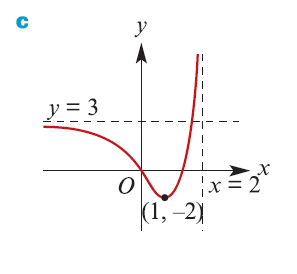 c
y
y = 3
x
O
x = 2
(1, –2)